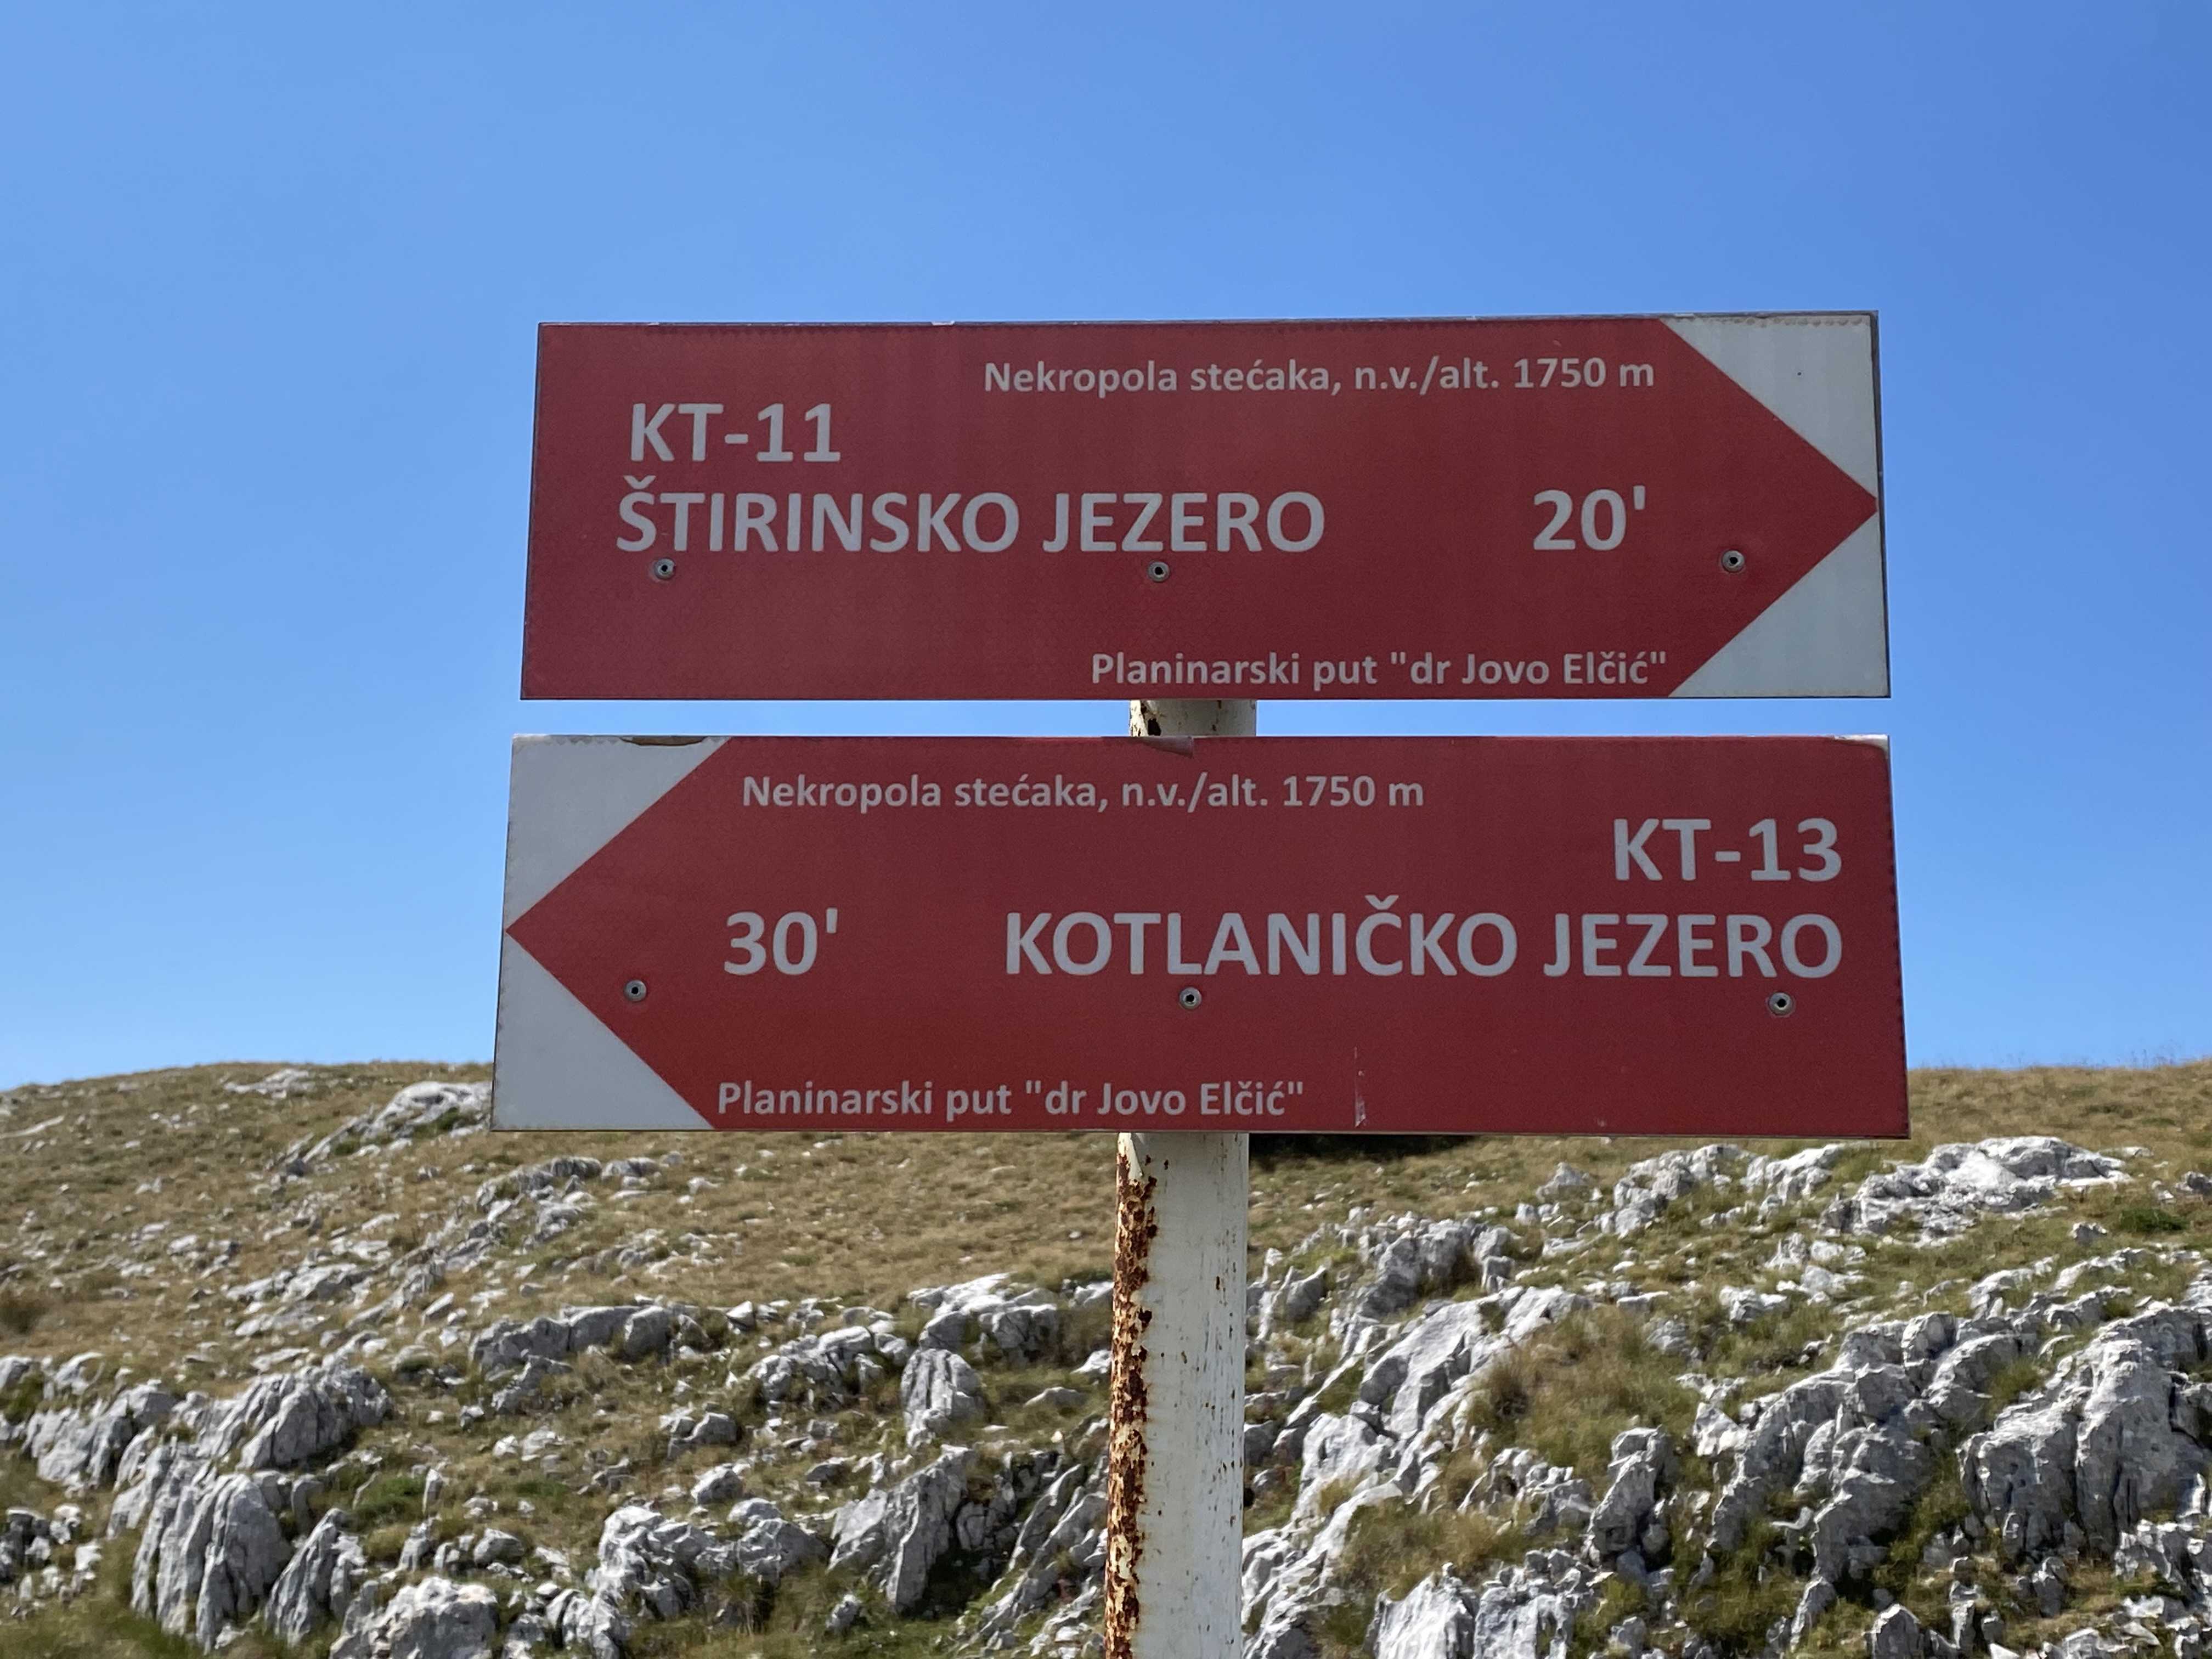 Nekropola stećaka, n.v./alt. 1750 m
KT-11
ŠTIRINSKO JEZERO 20'
Planinarski put "dr Jovo Elčić"
Nekropola stećaka, n.v./alt. 1750 m
KT-13
30' KOTLANIČKO JEZERO
Planinarski put "dr Jovo Elčić"